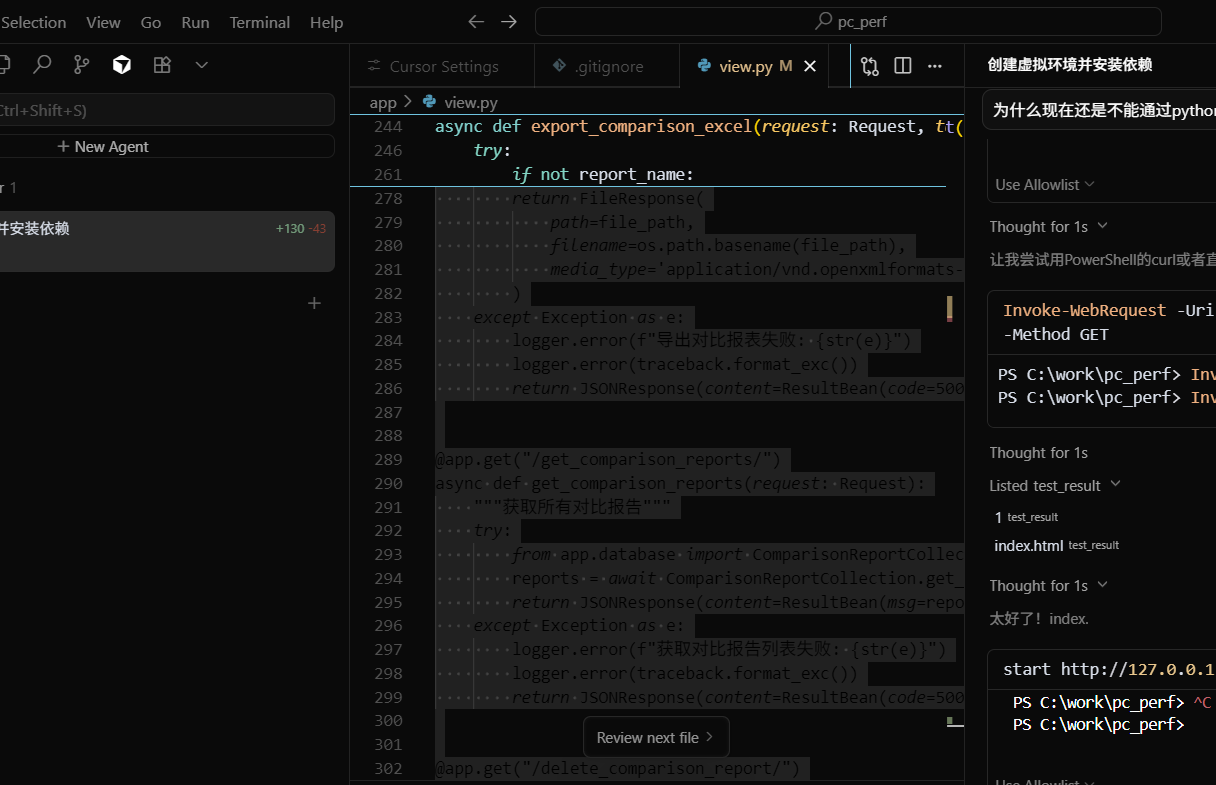 Selection View Go Run Terminal Help
pc_perf
Ctrl+Shift+S)
+ New Agent
r 1
并安装依赖
+130 -43
+
Cursor Settings
.gitignore
view.py M
app > view.py
244 async def export_comparison_excel(request: Request, tt(
246 try:
261 if not report_name:
278 return FileResponse(
279 path=file_path,
280 filename=os.path.basename(file_path),
281 media_type='application/vnd.openxmlformats-
282 )
283 except Exception as e:
284 logger.error(f"导出对比报表失败: {str(e)}")
285 logger.error(traceback.format_exc())
286 return JSONResponse(content=ResultBean(code=500
287
288
289 @app.get("/get_comparison_reports/")
290 async def get_comparison_reports(request: Request):
291 """获取所有对比报告"""
292 try:
293 from app.database import ComparisonReportCollec
294 reports = await ComparisonReportCollection.get_
295 return JSONResponse(content=ResultBean(msg=repo
296 except Exception as e:
297 logger.error(f"获取对比报告列表失败: {str(e)}")
298 logger.error(traceback.format_exc())
299 return JSONResponse(content=ResultBean(code=500
300
301
302 @app.get("/delete_comparison_report/")
Review next file >
创建虚拟环境并安装依赖
为什么现在还是不能通过python
Use Allowlist
Thought for 1s
让我尝试用PowerShell的curl或者直
Invoke-WebRequest -Uri
-Method GET
PS C:\work\pc_perf> Inv
PS C:\work\pc_perf> Inv
Thought for 1s
Listed test_result
1 test_result
index.html test_result
Thought for 1s
太好了！index.
start http://127.0.0.1
PS C:\work\pc_perf> ^C
PS C:\work\pc_perf>
Use Allowlist